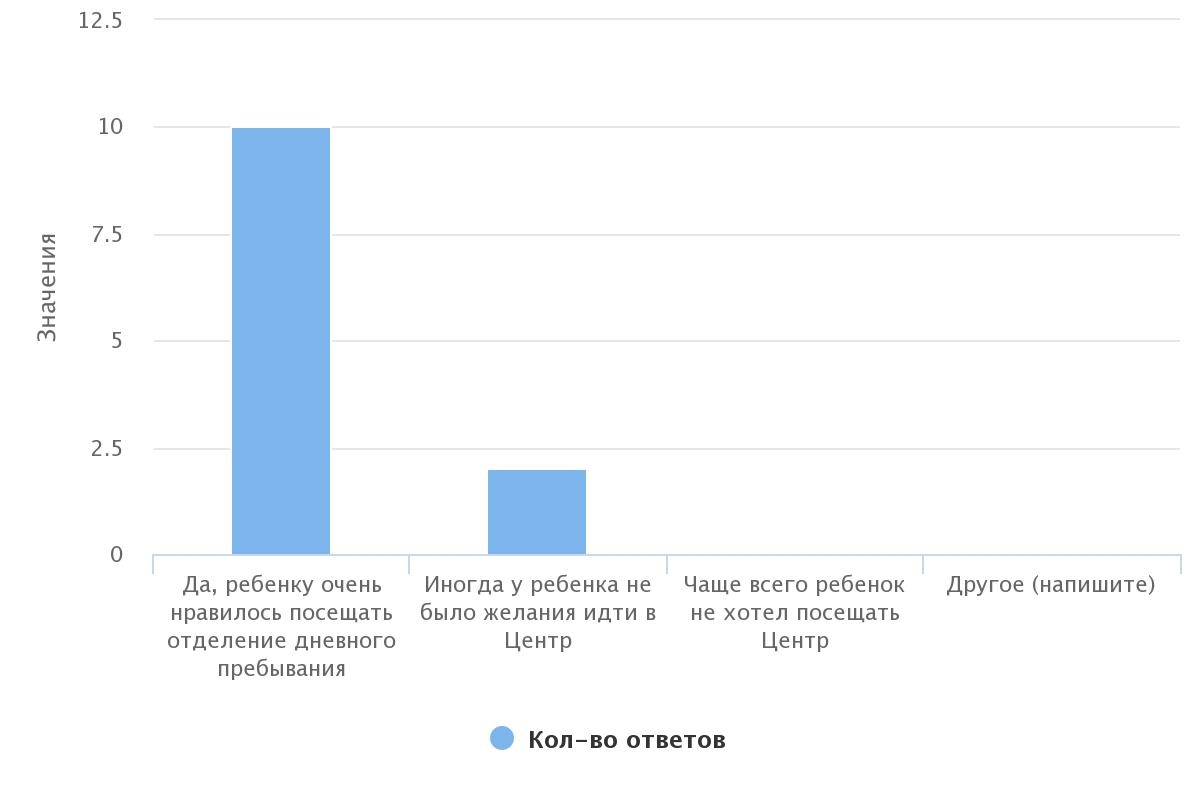 12.5
10
7.5
5
2.5
0
Значения
Да, ребенку очень
нравилось посещать
отделение дневного
пребывания
Иногда у ребенка не
было желания идти в
Центр
Чаще всего ребенок
не хотел посещать
Центр
Другое (напишите)
Кол-во ответов